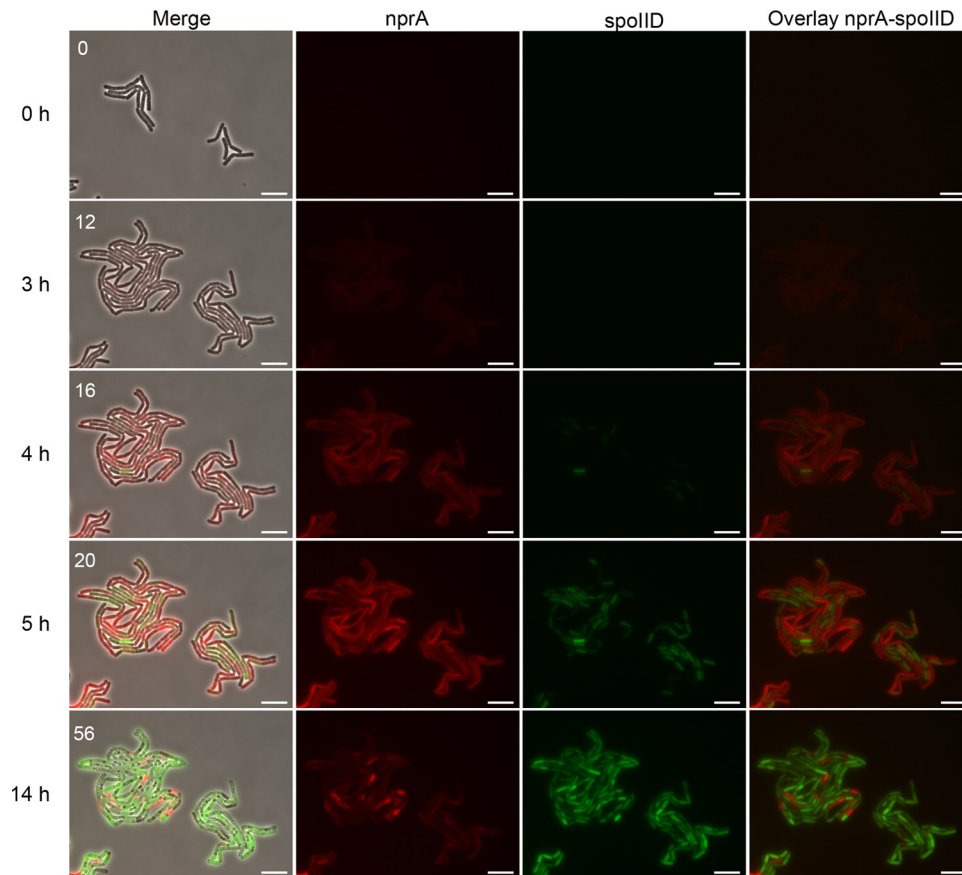 Merge nprA spoIID Overlay nprA-spoIID
0 h 0
3 h 12
4 h 16
5 h 20
14 h 56